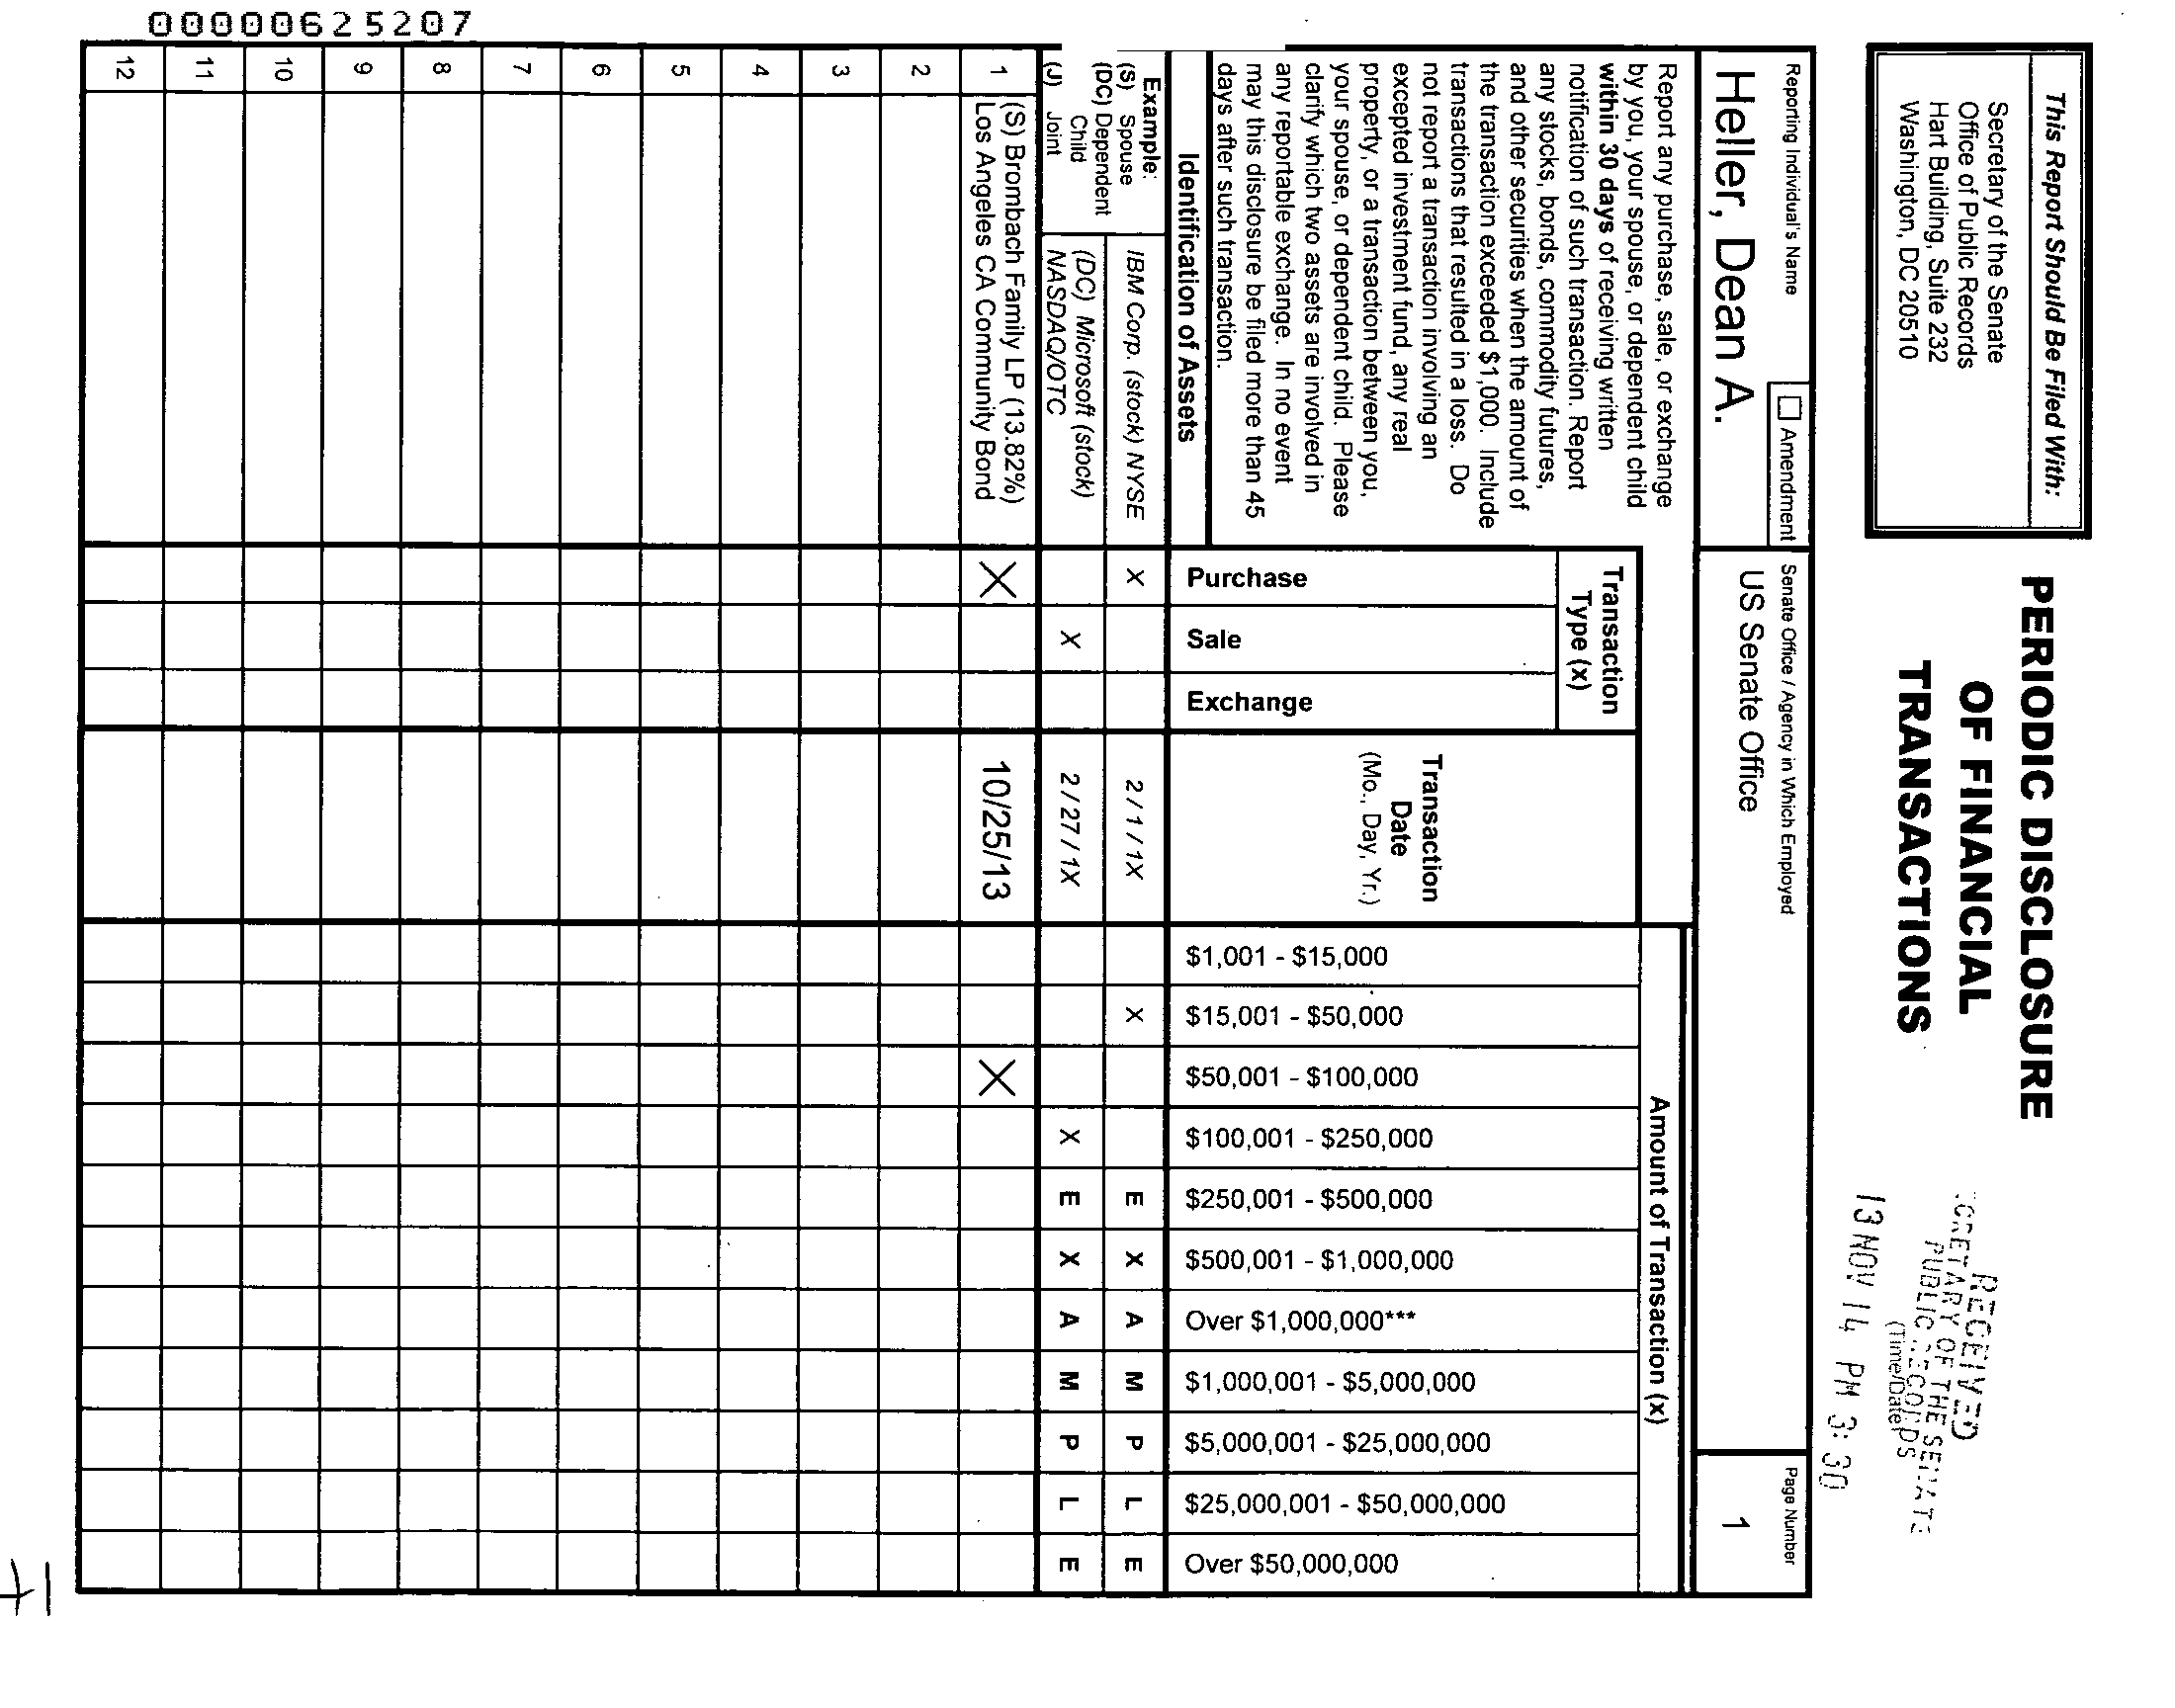 00000625207
This Report Should Be Filed With:
Secretary of the Senate
Office of Public Records
Hart Building, Suite 232
Washington, DC 20510
PERIODIC DISCLOSURE
OF FINANCIAL
TRANSACTIONS
RECEIVED
OF THE
PUBLIC
(Time/Date)
13 NOV 14 PM 3:30
Reporting Individual's Name
☐ Amendment
Heller, Dean A.
Senate Office / Agency in Which Employed
US Senate Office
Page Number
1
Report any purchase, sale, or exchange
by you, your spouse, or dependent child
within 30 days of receiving written
notification of such transaction. Report
any stocks, bonds, commodity futures,
and other securities when the amount of
the transaction exceeded $1,000. Include
transactions that resulted in a loss. Do
not report a transaction involving an
excepted investment fund, any real
property, or a transaction between you,
your spouse, or dependent child. Please
clarify which two assets are involved in
any reportable exchange. In no event
may this disclosure be filed more than 45
days after such transaction.
Transaction
Type (x)
Transaction
Date
(Mo., Day, Yr.)
Amount of Transaction (x)
Identification of Assets
Purchase
Sale
Exchange
$1,001 - $15,000
$15,001 - $50,000
$50,001 - $100,000
$100,001 - $250,000
$250,001 - $500,000
$500,001 - $1,000,000
Over $1,000,000***
$1,000,001 - $5,000,000
$5,000,001 - $25,000,000
$25,000,001 - $50,000,000
Over $50,000,000
Example:
(S) Spouse
(DC) Dependent
Child
(J) Joint
IBM Corp. (stock) NYSE X 2 / 1 / 1X X E X A M P L E
(DC) Microsoft (stock)
NASDAQ/OTC X 2 / 27 / 1X X E X A M P L E
1 (S) Brombach Family LP (13.82%)
Los Angeles CA Community Bond X 10/25/13 X
2
3
4
5
6
7
8
9
10
11
12